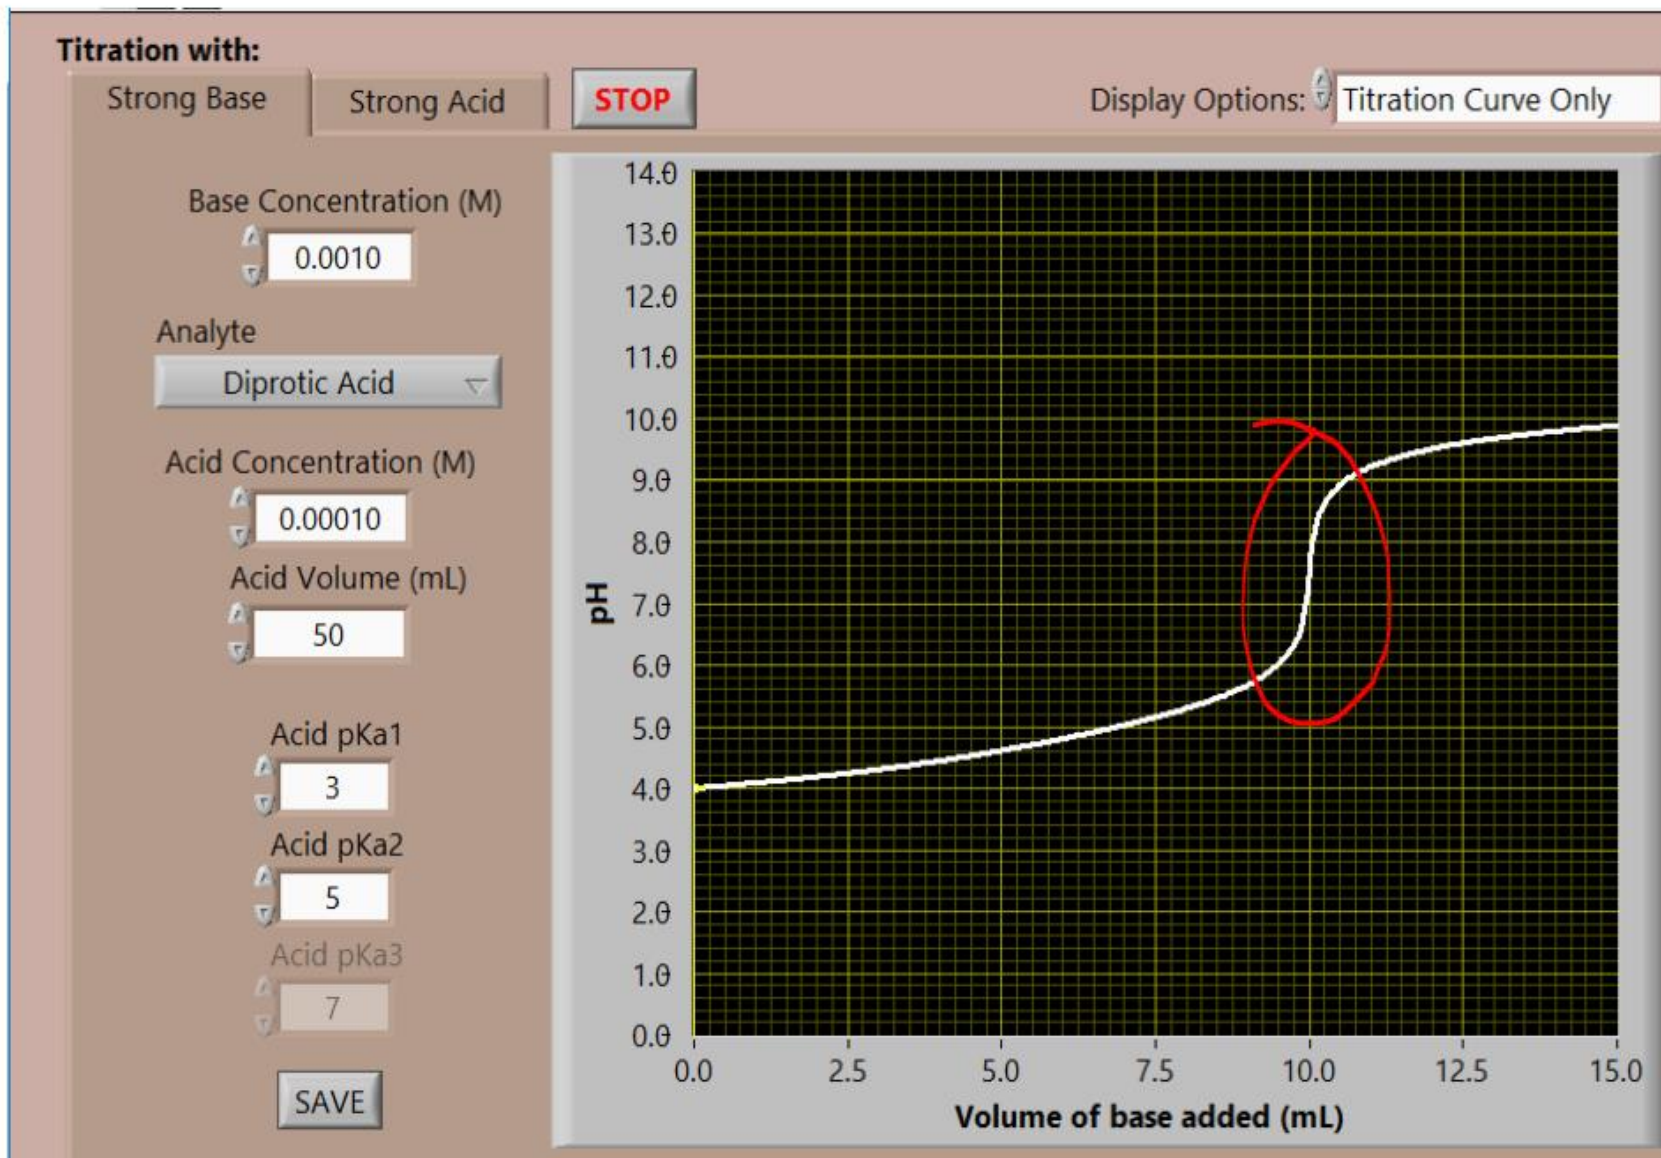 Titration with:
Strong Base
Strong Acid
STOP
Display Options:
Titration Curve Only
Base Concentration (M)
0.0010
Analyte
Diprotic Acid
Acid Concentration (M)
0.00010
Acid Volume (mL)
50
Acid pKa1
3
Acid pKa2
5
Acid pKa3
7
SAVE
pH
14.0
13.0
12.0
11.0
10.0
9.0
8.0
7.0
6.0
5.0
4.0
3.0
2.0
1.0
0.0
0.0 2.5 5.0 7.5 10.0 12.5 15.0
Volume of base added (mL)